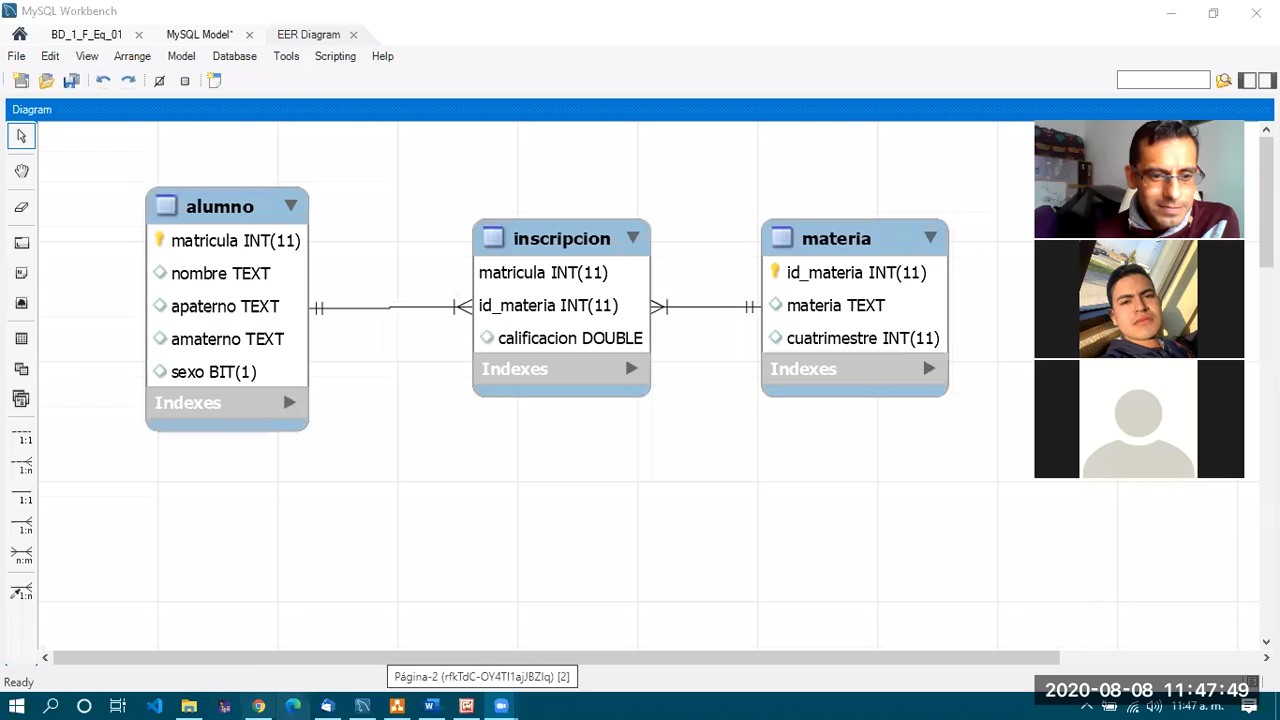 MySQL Workbench
BD_1_F_Eq_01 MySQL Model* EER Diagram
File Edit View Arrange Model Database Tools Scripting Help
Diagram
alumno
matricula INT(11)
nombre TEXT
apaterno TEXT
amaterno TEXT
sexo BIT(1)
Indexes
inscripcion
matricula INT(11)
id_materia INT(11)
calificacion DOUBLE
Indexes
materia
id_materia INT(11)
materia TEXT
cuatrimestre INT(11)
Indexes
1:1
1:n
1:1
1:n
n:m
1:n
Página-2 (rfkTdC-OY4TI1ajJBZIq) [2]
Ready
2020-08-08 11:47:49
11:47 a. m.